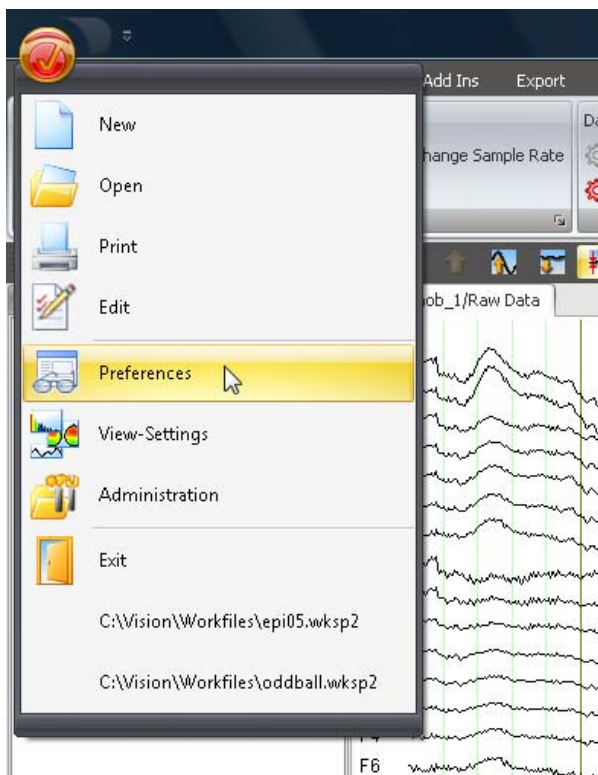 Add Ins Export
New
hange Sample Rate
Open
Print
Edit
ob_1/Raw Data
Preferences
View-Settings
Administration
Exit
C:\Vision\Workfiles\epi05.wksp2
C:\Vision\Workfiles\oddball.wksp2
F6